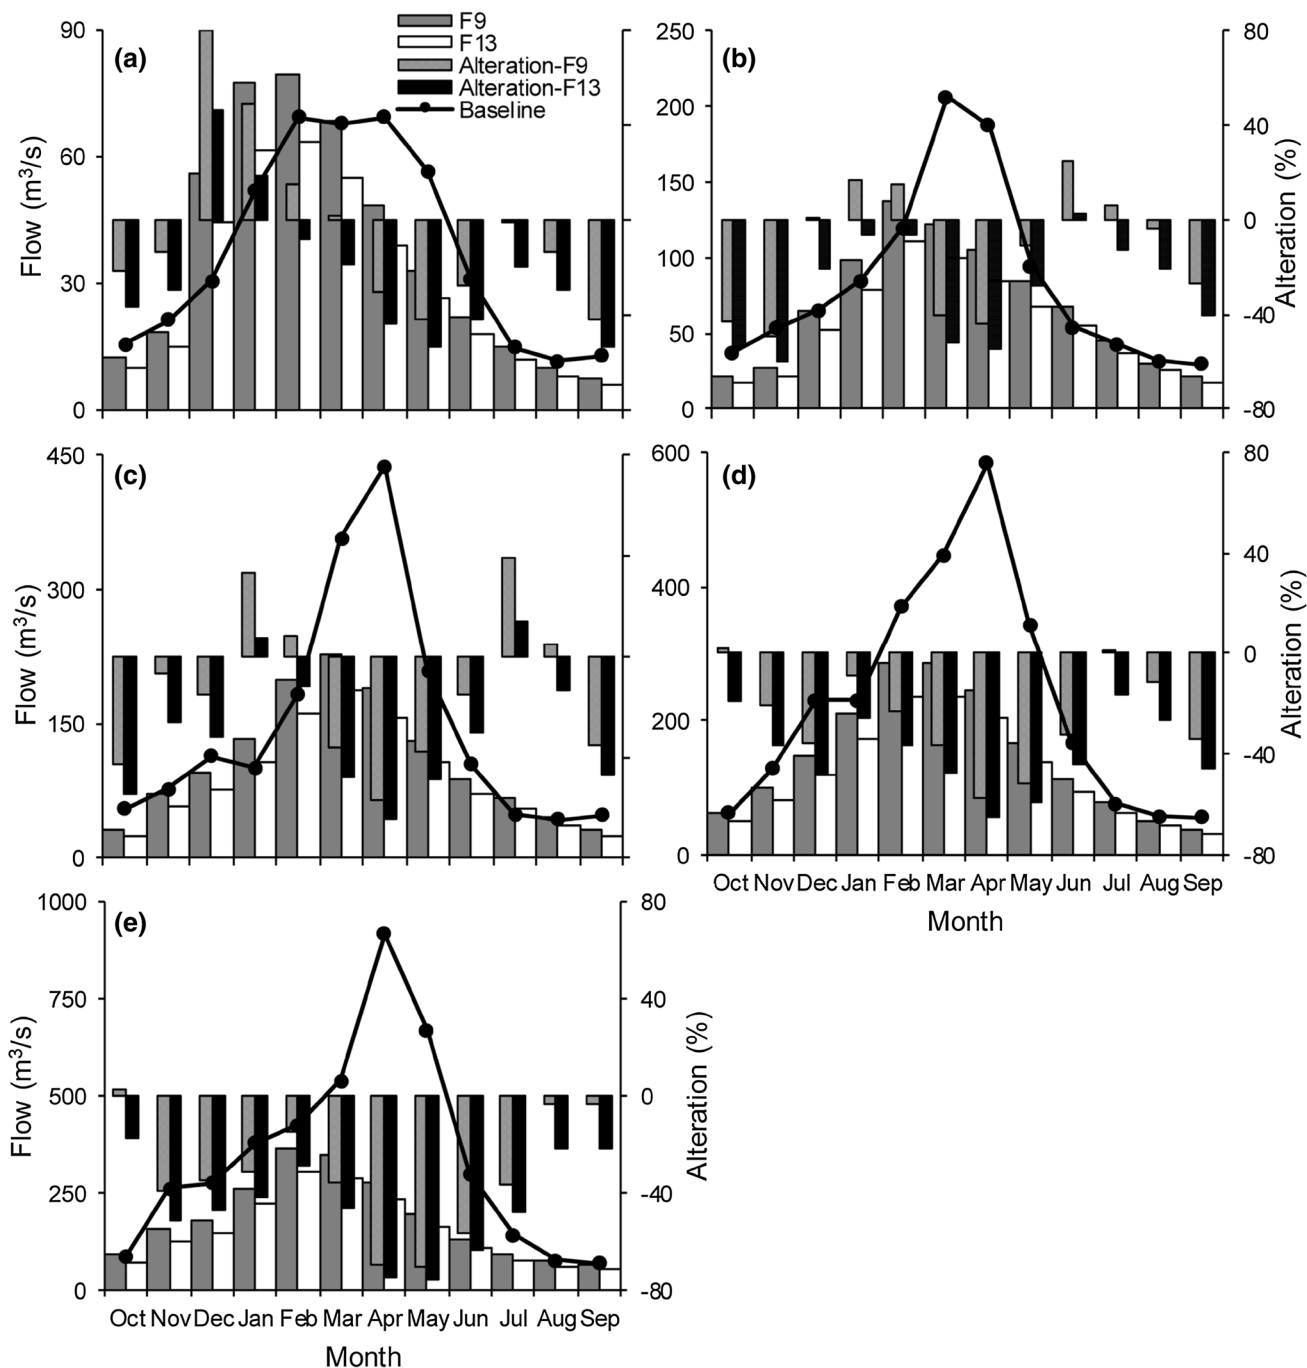 F9
F13
Alteration-F9
Alteration-F13
Baseline
(a)
90
60
30
0
Flow (m³/s)
(b)
250
200
150
100
50
0
80
40
0
-40
-80
Alteration (%)
(c)
450
300
150
0
Flow (m³/s)
(d)
600
400
200
0
80
40
0
-40
-80
Alteration (%)
Oct Nov Dec Jan Feb Mar Apr May Jun Jul Aug Sep
Month
(e)
1000
750
500
250
0
Flow (m³/s)
80
40
0
-40
-80
Alteration (%)
Oct Nov Dec Jan Feb Mar Apr May Jun Jul Aug Sep
Month